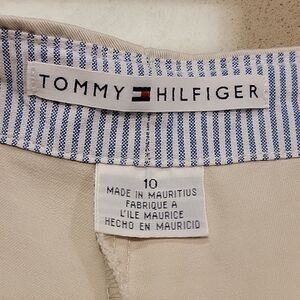 TOMMY HILFIGER
10
MADE IN MAURITIUS
FABRIQUE A
L'ILE MAURICE
HECHO EN MAURICIO